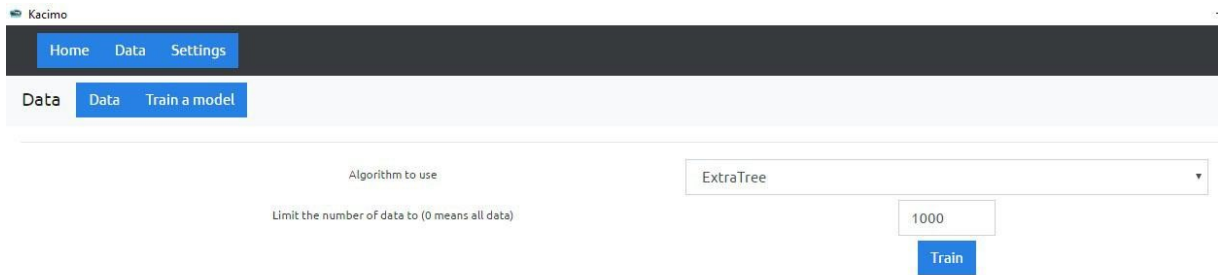 Kacimo
Home Data Settings
Data Data Train a model
Algorithm to use ExtraTree
Limit the number of data to (0 means all data) 1000
Train